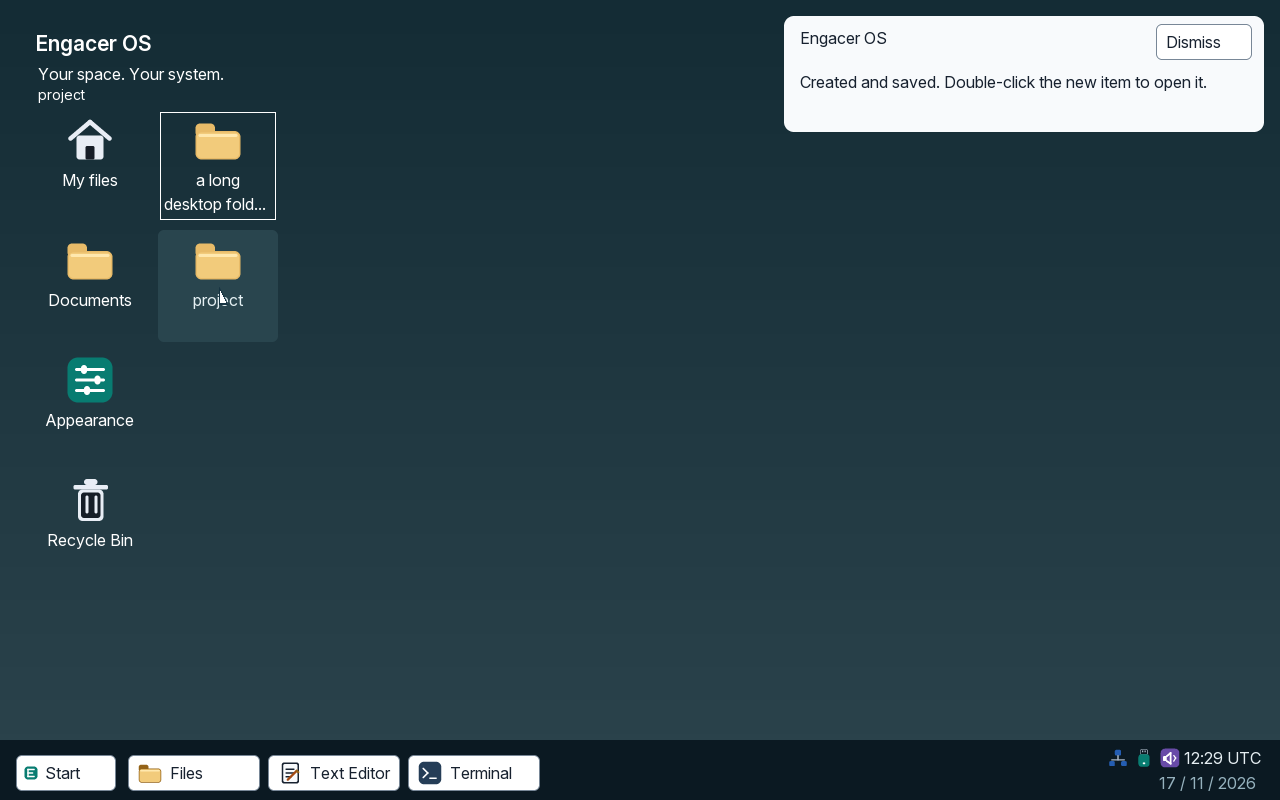 Engacer OS
Your space. Your system.
project
My files
a long
desktop fold...
Documents
project
Appearance
Recycle Bin
Engacer OS
Dismiss
Created and saved. Double-click the new item to open it.
Start
Files
Text Editor
Terminal
12:29 UTC
17 / 11 / 2026